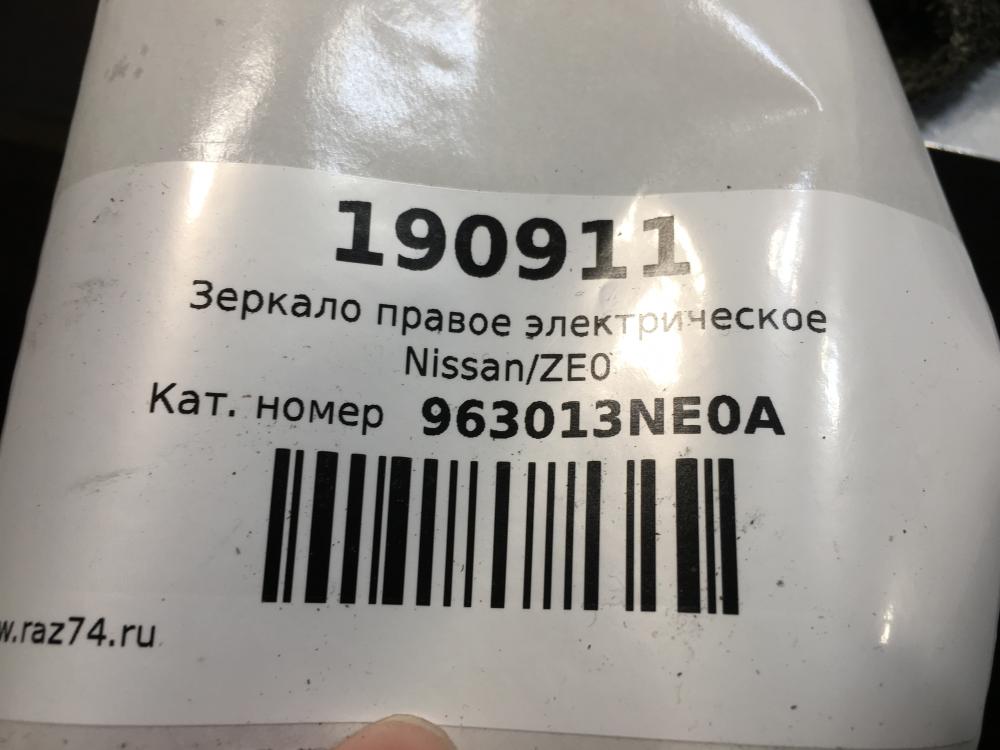 190911
Зеркало правое электрическое
Nissan/ZE0
Кат. номер 963013NE0A
w.raz74.ru